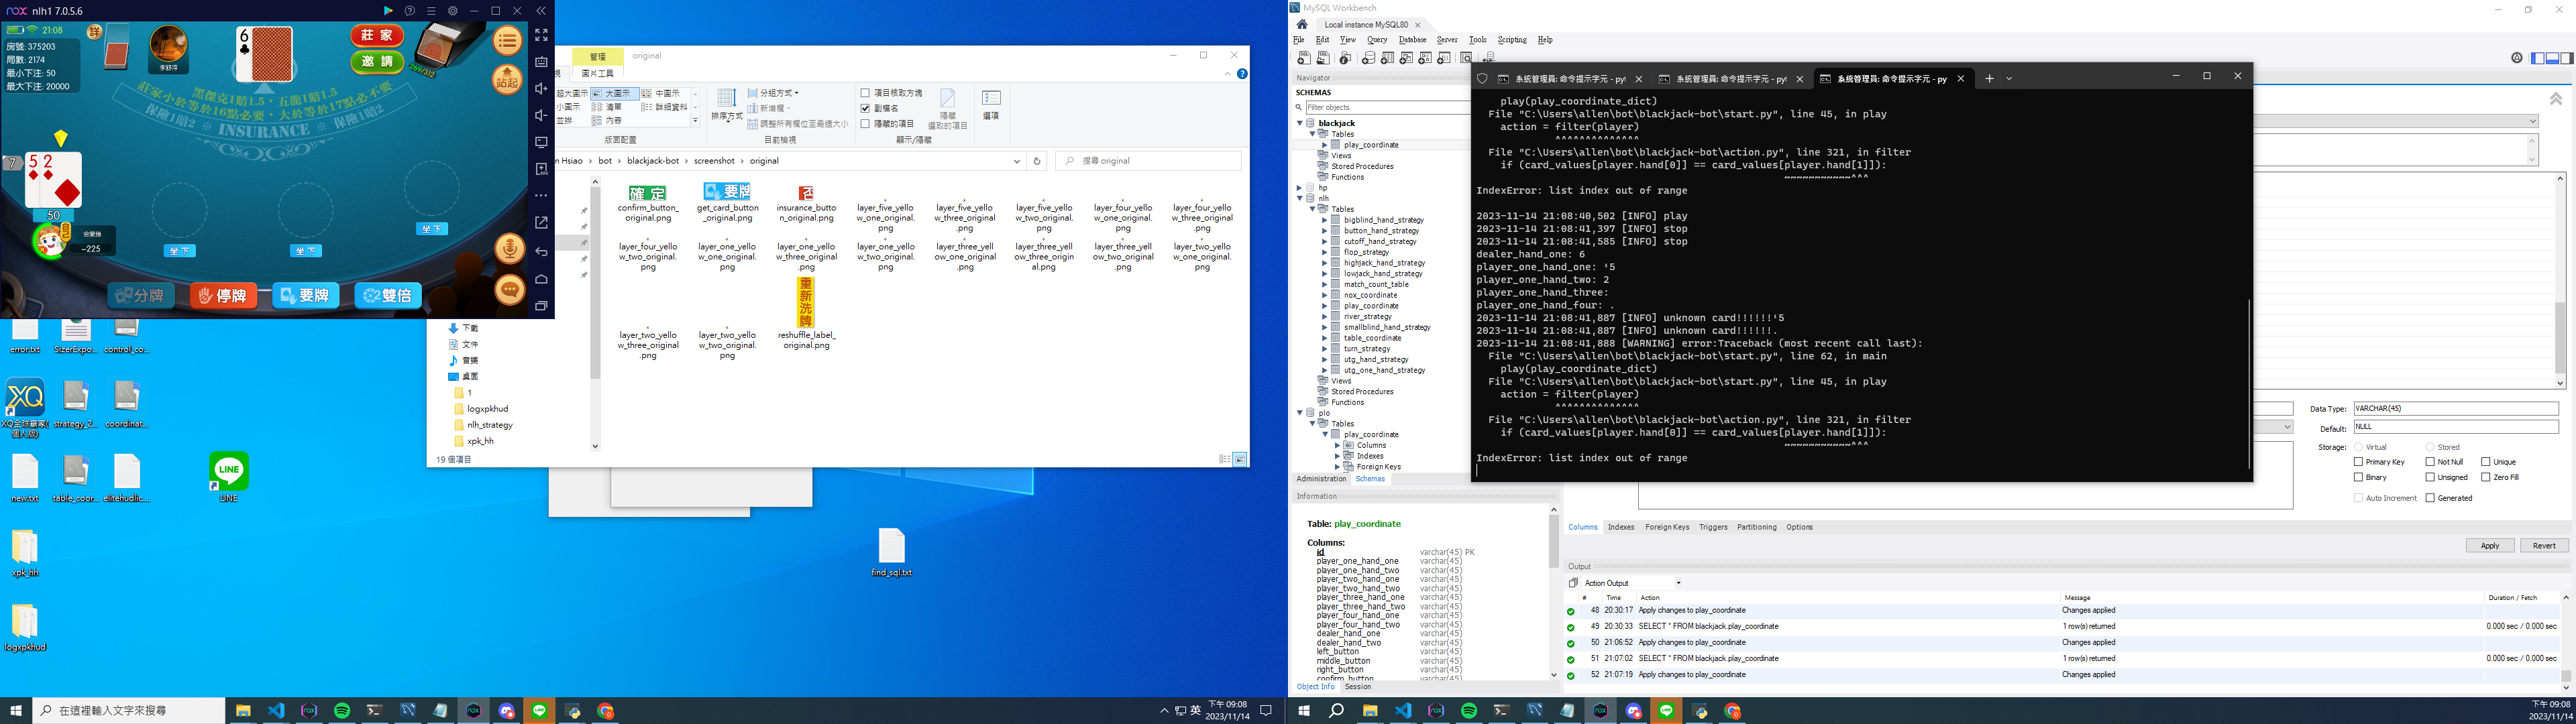 nox nlh1 7.0.5.6
21:08
房號: 375203
局數: 2174
最小下注: 50
最大下注: 20000
詳
李舒淳
6
莊 家
邀 請
269/312
站起
黑傑克1賠1.5，五龍1賠1.5
莊家小於等於16點必要，大於等於17點必不要
保險1賠2 INSURANCE 保險1賠2
7
5 2
50
自己
-225
坐下
坐下
坐下
分牌
停牌
要牌
雙倍
error.txt
SizerExpo...
control_co...
XQ全球贏家(個人版)
strategy_2...
coordinat...
new.txt
table_coor...
elitehudlic...
LINE
xpk_hh
logxpkhud
find_sql.txt
管理
original
圖片工具
超大圖示
大圖示
中圖示
小圖示
清單
詳細資料
並排
內容
版面配置
排序方式
分組方式
新增欄
調整所有欄位至最適大小
目前檢視
項目核取方塊
副檔名
隱藏的項目
隱藏
選取的項目
顯示/隱藏
選項
n Hsiao > bot > blackjack-bot > screenshot > original
搜尋 original
確定
要牌
否
confirm_button_original.png
get_card_button_original.png
insurance_button_original.png
layer_five_yellow_one_original.png
layer_five_yellow_three_original.png
layer_five_yellow_two_original.png
layer_four_yellow_one_original.png
layer_four_yellow_three_original.png
layer_four_yellow_two_original.png
layer_one_yellow_one_original.png
layer_one_yellow_three_original.png
layer_one_yellow_two_original.png
layer_three_yellow_one_original.png
layer_three_yellow_three_original.png
layer_three_yellow_two_original.png
layer_two_yellow_one_original.png
layer_two_yellow_three_original.png
layer_two_yellow_two_original.png
重新洗牌
reshuffle_label_original.png
下載
文件
音樂
桌面
1
logxpkhud
nlh_strategy
xpk_hh
19 個項目
在這裡輸入文字來搜尋
英
下午 09:08
2023/11/14
MySQL Workbench
Local instance MySQL80
File Edit View Query Database Server Tools Scripting Help
Navigator
SCHEMAS
Filter objects
blackjack
Tables
play_coordinate
Views
Stored Procedures
Functions
hp
nlh
Tables
bigblind_hand_strategy
button_hand_strategy
cutoff_hand_strategy
flop_strategy
highjack_hand_strategy
lowjack_hand_strategy
match_count_table
nox_coordinate
play_coordinate
river_strategy
smallblind_hand_strategy
table_coordinate
turn_strategy
utg_hand_strategy
utg_one_hand_strategy
Views
Stored Procedures
Functions
plo
Tables
play_coordinate
Columns
Indexes
Foreign Keys
Administration Schemas
Information
Table: play_coordinate
Columns:
id varchar(45) PK
player_one_hand_one varchar(45)
player_one_hand_two varchar(45)
player_two_hand_one varchar(45)
player_two_hand_two varchar(45)
player_three_hand_one varchar(45)
player_three_hand_two varchar(45)
player_four_hand_one varchar(45)
player_four_hand_two varchar(45)
dealer_hand_one varchar(45)
dealer_hand_two varchar(45)
left_button varchar(45)
middle_button varchar(45)
right_button varchar(45)
confirm_button varchar(45)
Object Info Session
系統管理員: 命令提示字元 - pyt
系統管理員: 命令提示字元 - pyt
系統管理員: 命令提示字元 - py
play(play_coordinate_dict)
File "C:\Users\allen\bot\blackjack-bot\start.py", line 45, in play
action = filter(player)
^^^^^^^^^^^^^^
File "C:\Users\allen\bot\blackjack-bot\action.py", line 321, in filter
if (card_values[player.hand[0]] == card_values[player.hand[1]]):
~~~~~~~~~~~^^^
IndexError: list index out of range
2023-11-14 21:08:40,502 [INFO] play
2023-11-14 21:08:41,397 [INFO] stop
2023-11-14 21:08:41,585 [INFO] stop
dealer_hand_one: 6
player_one_hand_one: ‘5
player_one_hand_two: 2
player_one_hand_three:
player_one_hand_four: .
2023-11-14 21:08:41,887 [INFO] unknown card!!!!!!‘5
2023-11-14 21:08:41,887 [INFO] unknown card!!!!!!.
2023-11-14 21:08:41,888 [WARNING] error:Traceback (most recent call last):
File "C:\Users\allen\bot\blackjack-bot\start.py", line 62, in main
play(play_coordinate_dict)
File "C:\Users\allen\bot\blackjack-bot\start.py", line 45, in play
action = filter(player)
^^^^^^^^^^^^^^
File "C:\Users\allen\bot\blackjack-bot\action.py", line 321, in filter
if (card_values[player.hand[0]] == card_values[player.hand[1]]):
~~~~~~~~~~~^^^
IndexError: list index out of range
Data Type: VARCHAR(45)
Default: NULL
Storage: Virtual Stored
Primary Key Not Null Unique
Binary Unsigned Zero Fill
Auto Increment Generated
Columns Indexes Foreign Keys Triggers Partitioning Options
Apply Revert
Output
Action Output
# Time Action Message Duration / Fetch
48 20:30:17 Apply changes to play_coordinate Changes applied
49 20:30:33 SELECT * FROM blackjack.play_coordinate 1 row(s) returned 0.000 sec / 0.000 sec
50 21:06:52 Apply changes to play_coordinate Changes applied
51 21:07:02 SELECT * FROM blackjack.play_coordinate 1 row(s) returned 0.000 sec / 0.000 sec
52 21:07:19 Apply changes to play_coordinate Changes applied
下午 09:08
2023/11/14